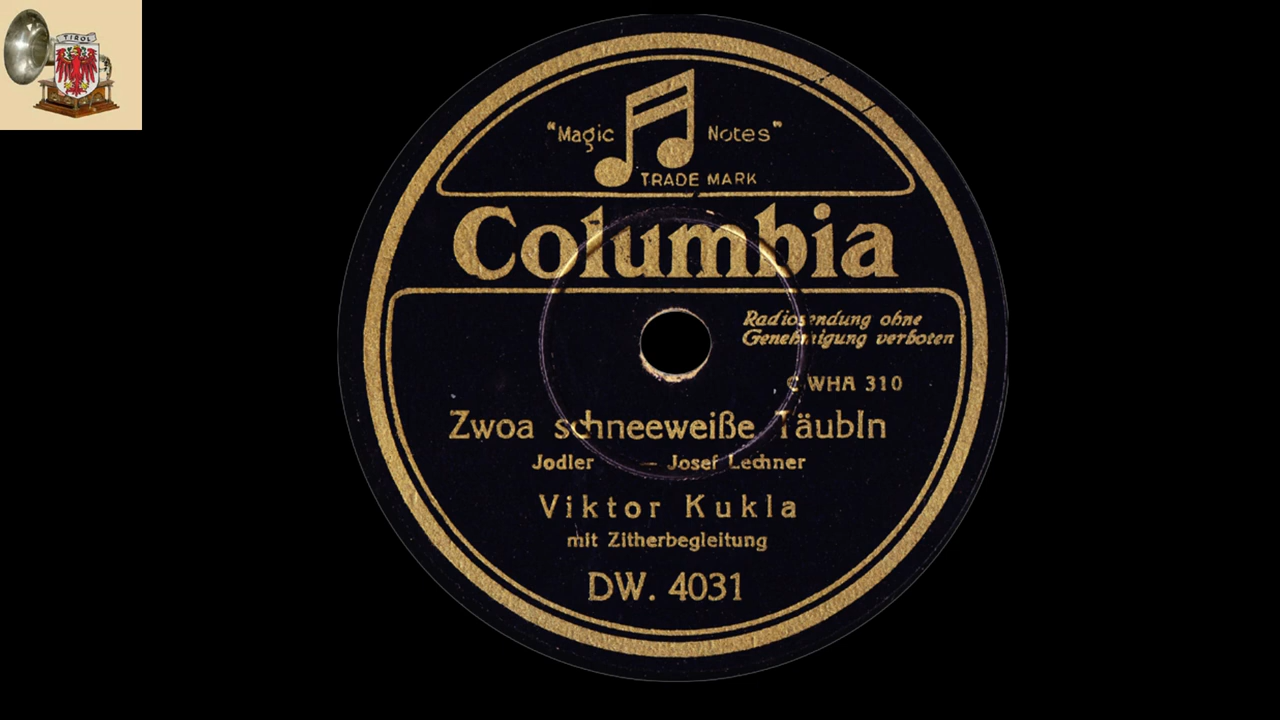 TIROL
"Magic Notes"
TRADE MARK
Columbia
Radiosendung ohne
Genehmigung verboten
C WHA 310
Zwoa schneeweiße Täubln
Jodler — Josef Lechner
Viktor Kukla
mit Zitherbegleitung
DW. 4031